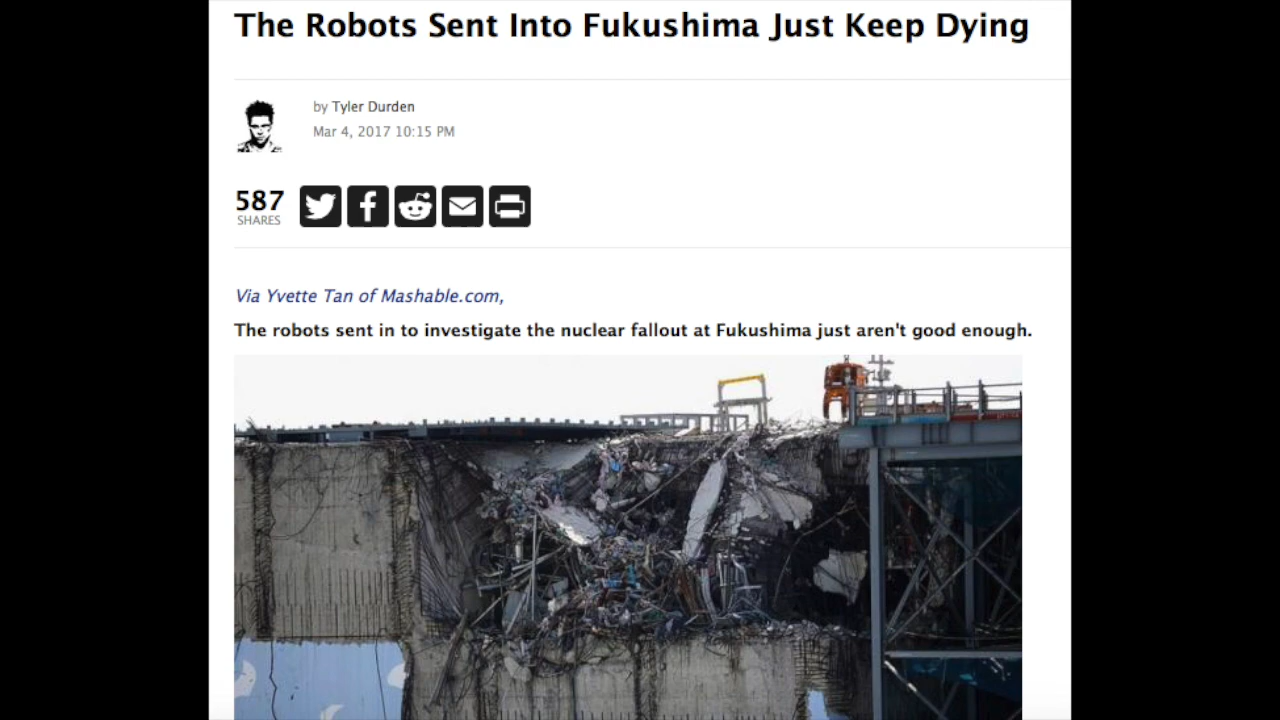 The Robots Sent Into Fukushima Just Keep Dying
by Tyler Durden
Mar 4, 2017 10:15 PM
587
SHARES
Via Yvette Tan of Mashable.com,
The robots sent in to investigate the nuclear fallout at Fukushima just aren't good enough.